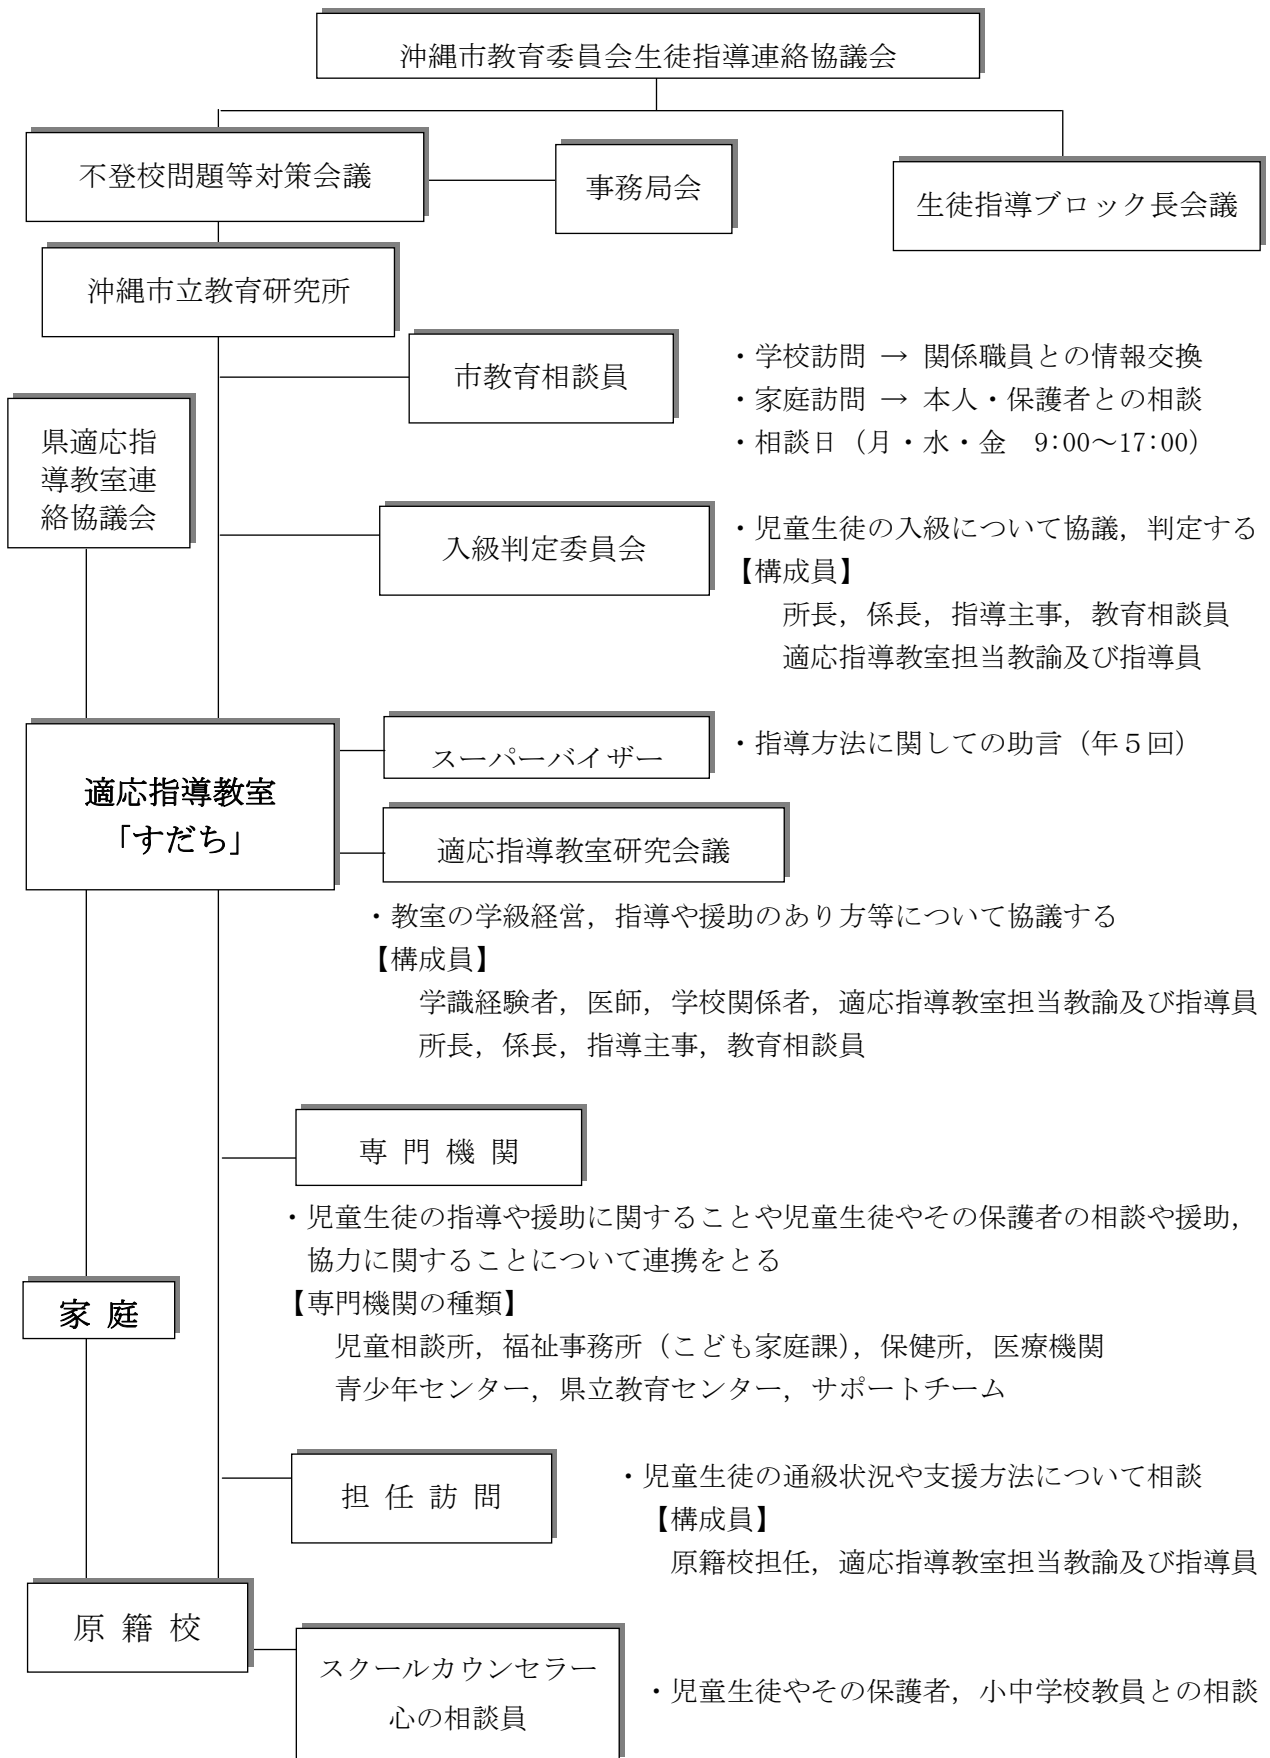 沖縄市教育委員会生徒指導連絡協議会
不登校問題等対策会議
事務局会
生徒指導ブロック長会議
沖縄市立教育研究所
市教育相談員
・学校訪問 → 関係職員との情報交換
・家庭訪問 → 本人・保護者との相談
・相談日（月・水・金　9:00～17:00）
県適応指
導教室連
絡協議会
入級判定委員会
・児童生徒の入級について協議，判定する
【構成員】
所長，係長，指導主事，教育相談員
適応指導教室担当教諭及び指導員
適応指導教室
「すだち」
スーパーバイザー
・指導方法に関しての助言（年５回）
適応指導教室研究会議
・教室の学級経営，指導や援助のあり方等について協議する
【構成員】
学識経験者，医師，学校関係者，適応指導教室担当教諭及び指導員
所長，係長，指導主事，教育相談員
専 門 機 関
・児童生徒の指導や援助に関することや児童生徒やその保護者の相談や援助，
協力に関することについて連携をとる
【専門機関の種類】
児童相談所，福祉事務所（こども家庭課），保健所，医療機関
青少年センター，県立教育センター，サポートチーム
家 庭
担 任 訪 問
・児童生徒の通級状況や支援方法について相談
【構成員】
原籍校担任，適応指導教室担当教諭及び指導員
原 籍 校
スクールカウンセラー
心の相談員
・児童生徒やその保護者，小中学校教員との相談